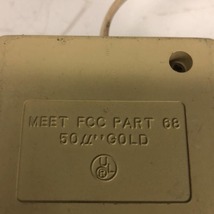 MEET FCC PART 68
50µ" GOLD